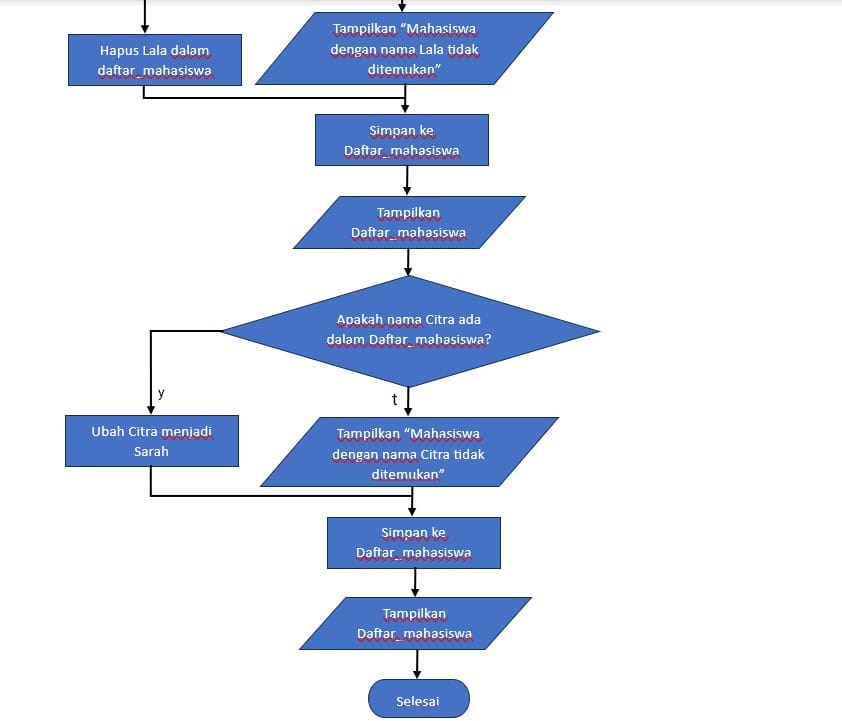 Hapus Lala dalam
daftar_mahasiswa
Tampilkan “Mahasiswa
dengan nama Lala tidak
ditemukan”
Simpan ke
Daftar_mahasiswa
Tampilkan
Daftar_mahasiswa
Apakah nama Citra ada
dalam Daftar_mahasiswa?
y
t
Ubah Citra menjadi
Sarah
Tampilkan “Mahasiswa
dengan nama Citra tidak
ditemukan”
Simpan ke
Daftar_mahasiswa
Tampilkan
Daftar_mahasiswa
Selesai